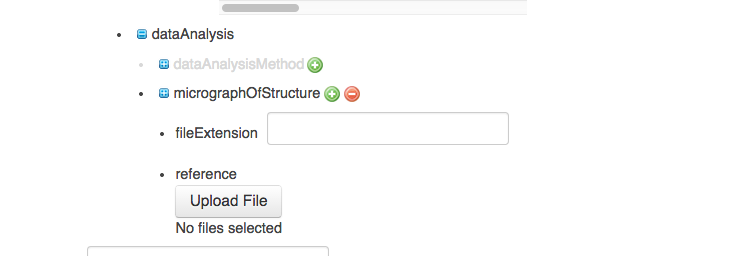 dataAnalysis
dataAnalysisMethod
micrographOfStructure
fileExtension
reference
Upload File
No files selected